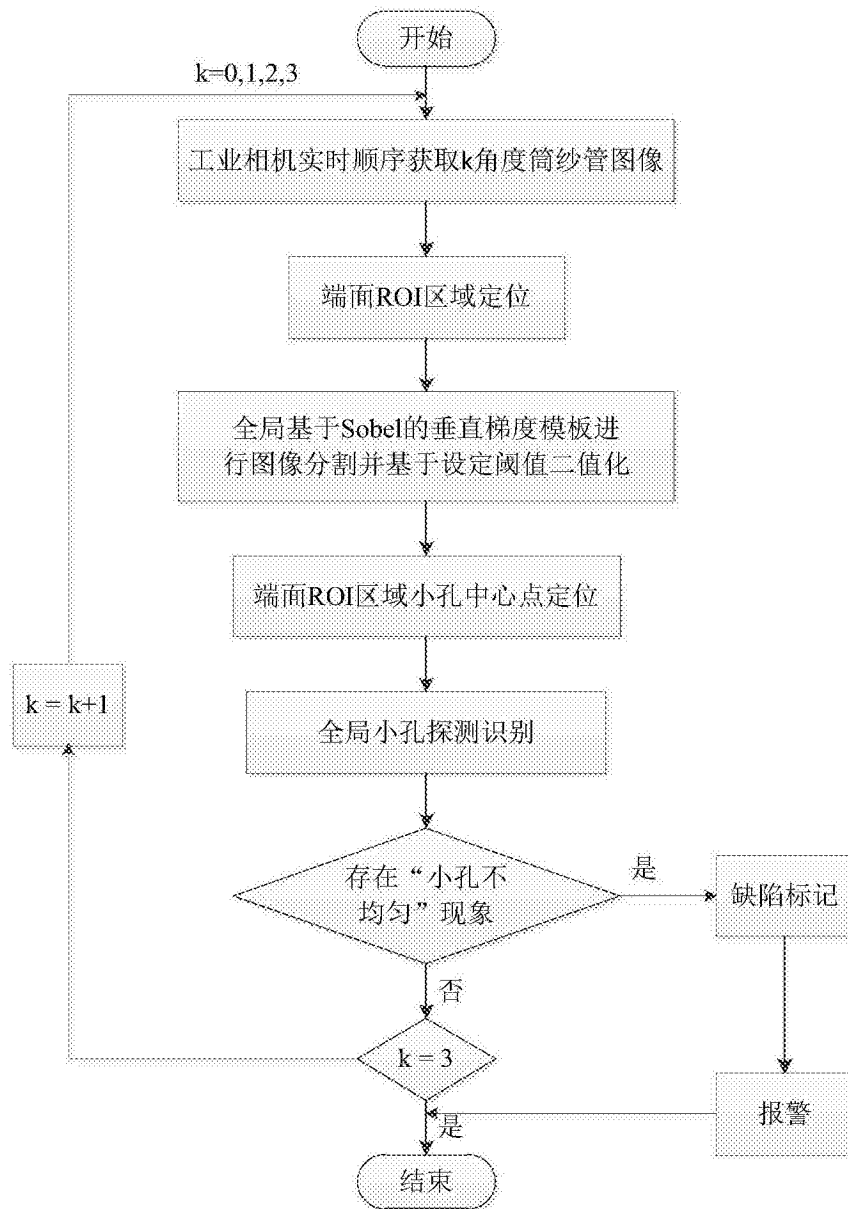 开始
k=0,1,2,3
工业相机实时顺序获取k角度筒纱管图像
端面ROI区域定位
全局基于Sobel的垂直梯度模板进
行图像分割并基于设定阈值二值化
端面ROI区域小孔中心点定位
k = k+1
全局小孔探测识别
存在“小孔不
均匀”现象
是
缺陷标记
否
k = 3
报警
是
结束